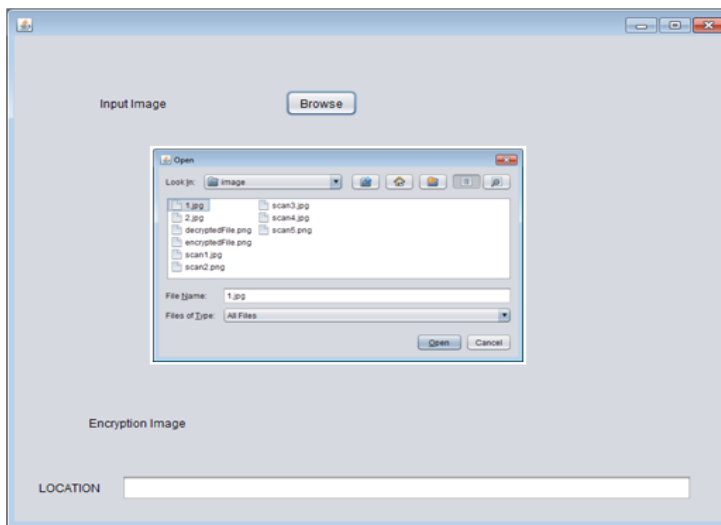 Input Image Browse
Open
Look In: image
1.jpg scan3.jpg
2.jpg scan4.jpg
decryptedFile.png scan5.png
encryptedFile.png
scan1.jpg
scan2.png
File Name: 1.jpg
Files of Type: All Files
Open Cancel
Encryption Image
LOCATION